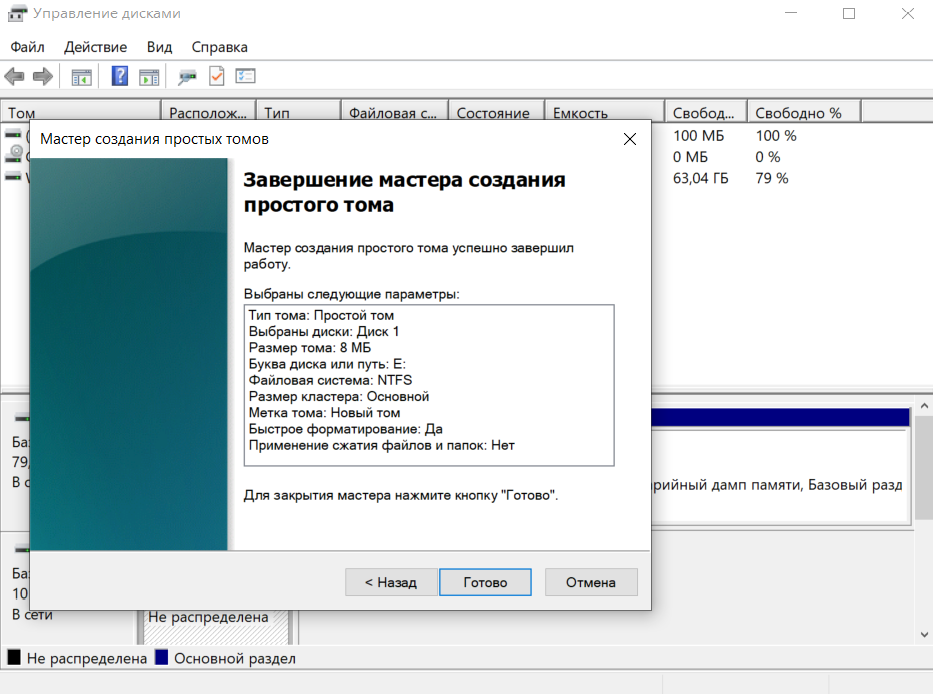 Управление дисками
Файл Действие Вид Справка
Том Располож... Тип Файловая с... Состояние Емкость Свобод... Свободно %
100 МБ 100 %
0 МБ 0 %
63,04 ГБ 79 %
Мастер создания простых томов
Завершение мастера создания
простого тома
Мастер создания простого тома успешно завершил
работу.
Выбраны следующие параметры:
Тип тома: Простой том
Выбраны диски: Диск 1
Размер тома: 8 МБ
Буква диска или путь: E:
Файловая система: NTFS
Размер кластера: Основной
Метка тома: Новый том
Быстрое форматирование: Да
Применение сжатия файлов и папок: Нет
Для закрытия мастера нажмите кнопку "Готово".
< Назад Готово Отмена
Ба
79,
В с
рийный дамп памяти, Базовый разд
Ба
10
В сети
Не распределена
Не распределена Основной раздел